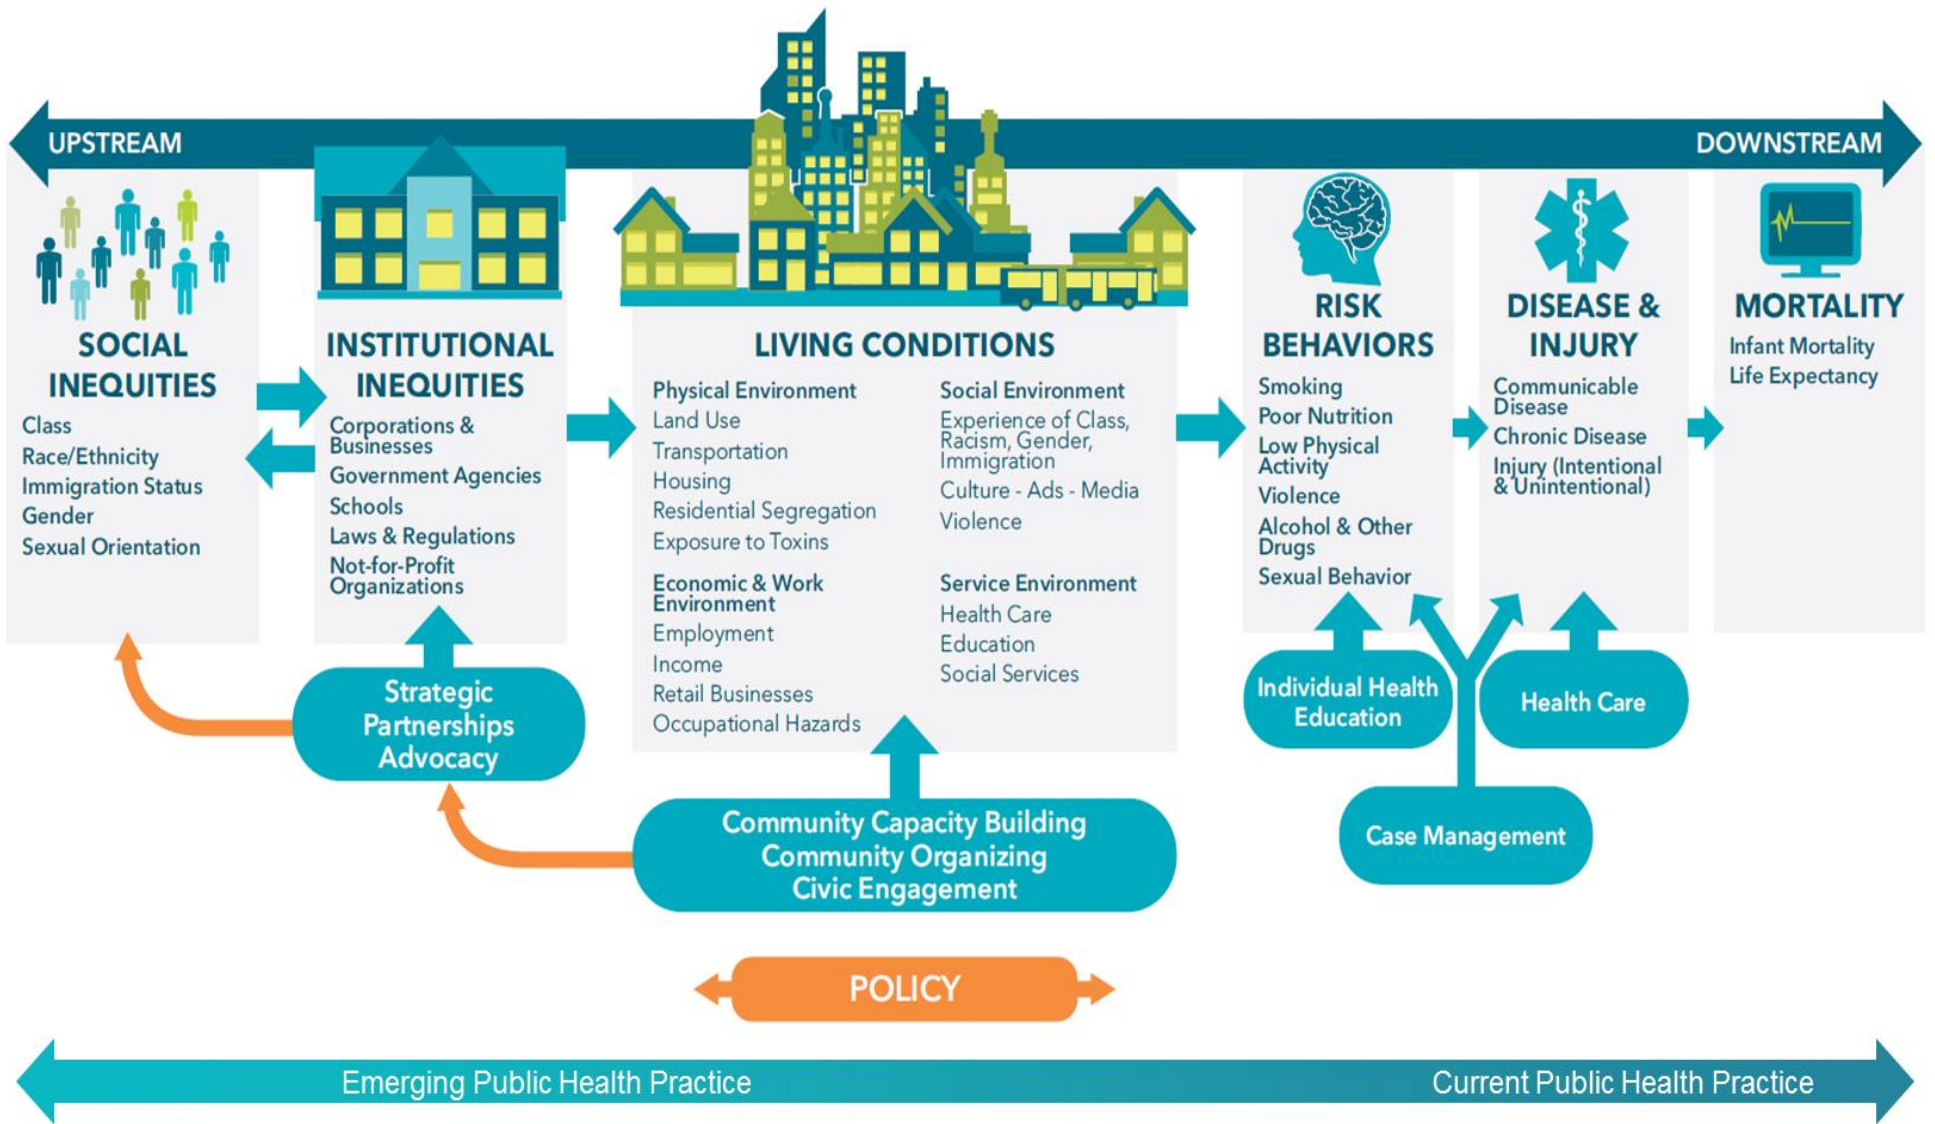 UPSTREAM
DOWNSTREAM
SOCIAL
INEQUITIES
Class
Race/Ethnicity
Immigration Status
Gender
Sexual Orientation
INSTITUTIONAL
INEQUITIES
Corporations &
Businesses
Government Agencies
Schools
Laws & Regulations
Not-for-Profit
Organizations
LIVING CONDITIONS
Physical Environment
Land Use
Transportation
Housing
Residential Segregation
Exposure to Toxins
Economic & Work
Environment
Employment
Income
Retail Businesses
Occupational Hazards
Social Environment
Experience of Class,
Racism, Gender,
Immigration
Culture - Ads - Media
Violence
Service Environment
Health Care
Education
Social Services
RISK
BEHAVIORS
Smoking
Poor Nutrition
Low Physical
Activity
Violence
Alcohol & Other
Drugs
Sexual Behavior
DISEASE &
INJURY
Communicable
Disease
Chronic Disease
Injury (Intentional
& Unintentional)
MORTALITY
Infant Mortality
Life Expectancy
Strategic
Partnerships
Advocacy
Community Capacity Building
Community Organizing
Civic Engagement
Individual Health
Education
Health Care
Case Management
POLICY
Emerging Public Health Practice
Current Public Health Practice